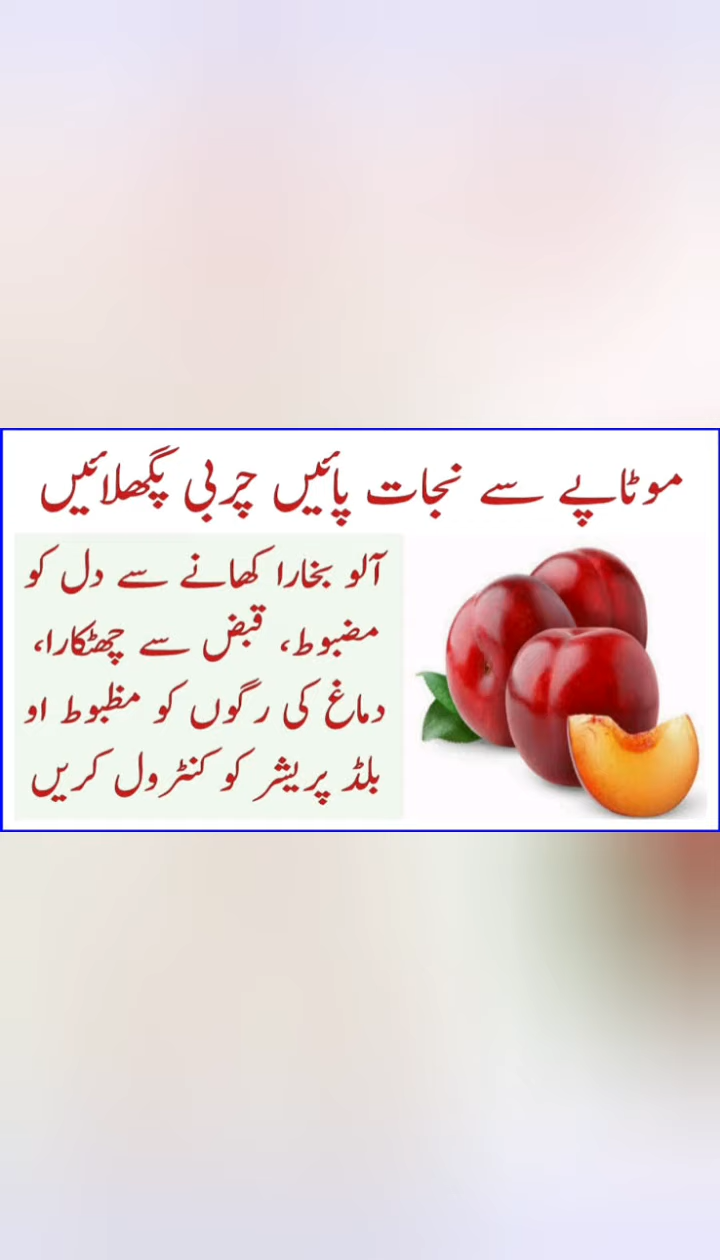 موٹاپے سے نجات پائیں چربی پگھلائیں
آلو بخارا کھانے سے دل کو
مضبوط، قبض سے چھٹکارا،
دماغ کی رگوں کو مظبوط او
بلڈ پریشر کو کنٹرول کریں